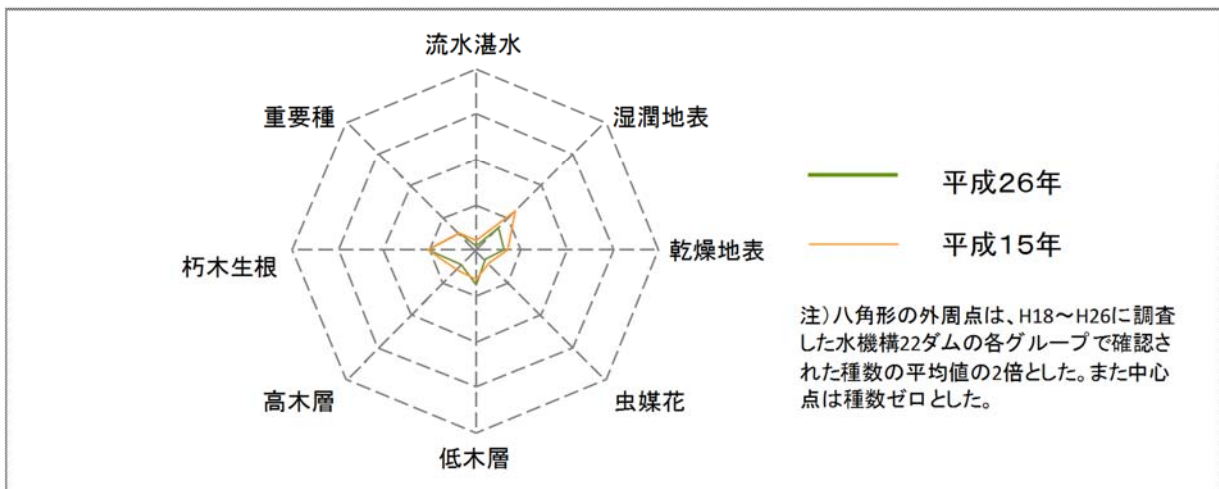 流水湛水
湿潤地表
乾燥地表
虫媒花
低木層
高木層
朽木生根
重要種
平成26年
平成15年
注)八角形の外周点は、H18～H26に調査
した水機構22ダムの各グループで確認さ
れた種数の平均値の2倍とした。また中心
点は種数ゼロとした。